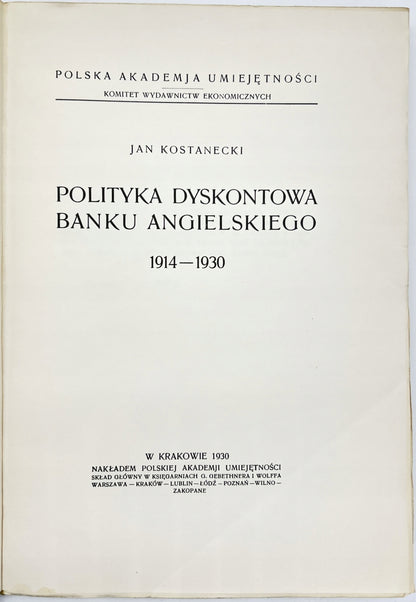 POLSKA AKADEMJA UMIEJĘTNOŚCI
KOMITET WYDAWNICTW EKONOMICZNYCH
JAN KOSTANECKI
POLITYKA DYSKONTOWA
BANKU ANGIELSKIEGO
1914—1930
W KRAKOWIE 1930
NAKŁADEM POLSKIEJ AKADEMJI UMIEJĘTNOŚCI
SKŁAD GŁÓWNY W KSIĘGARNIACH G. GEBETHNERA I WOLFFA
WARSZAWA — KRAKÓW — LUBLIN — ŁÓDŹ — POZNAŃ — WILNO —
ZAKOPANE